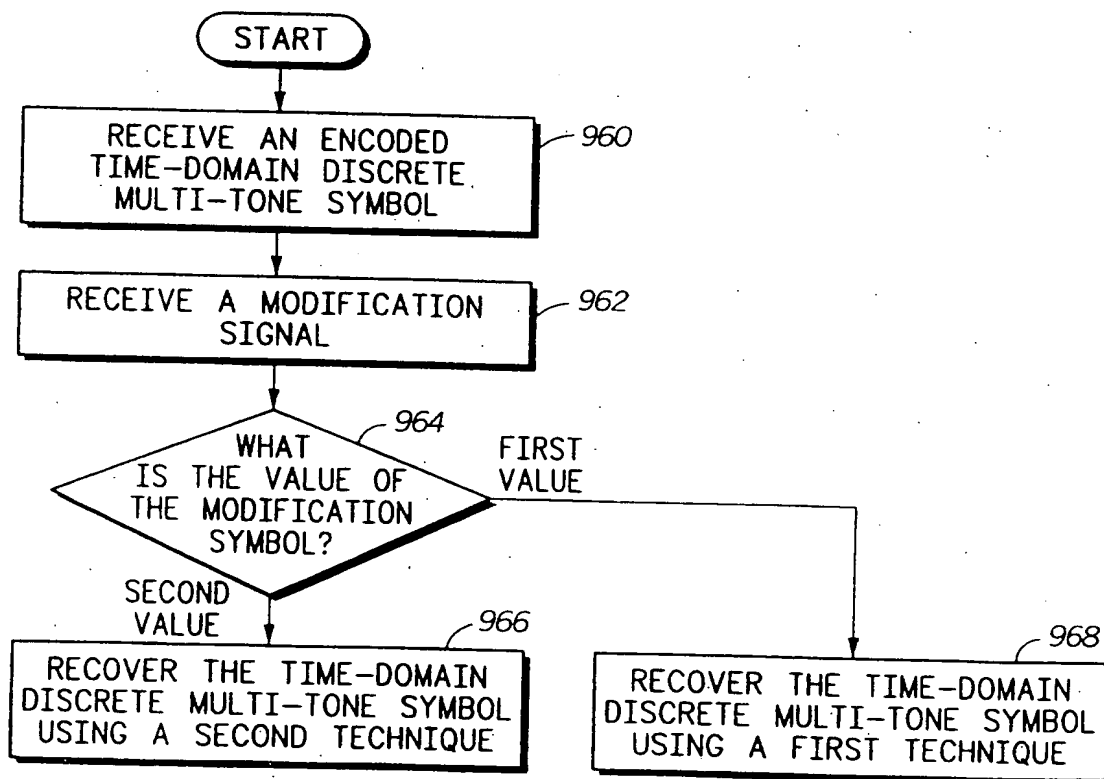 START
RECEIVE AN ENCODED
TIME-DOMAIN DISCRETE
MULTI-TONE SYMBOL
960
RECEIVE A MODIFICATION
SIGNAL
962
WHAT
IS THE VALUE OF
THE MODIFICATION
SYMBOL?
964
FIRST
VALUE
SECOND
VALUE
RECOVER THE TIME-DOMAIN
DISCRETE MULTI-TONE SYMBOL
USING A SECOND TECHNIQUE
966
RECOVER THE TIME-DOMAIN
DISCRETE MULTI-TONE SYMBOL
USING A FIRST TECHNIQUE
968